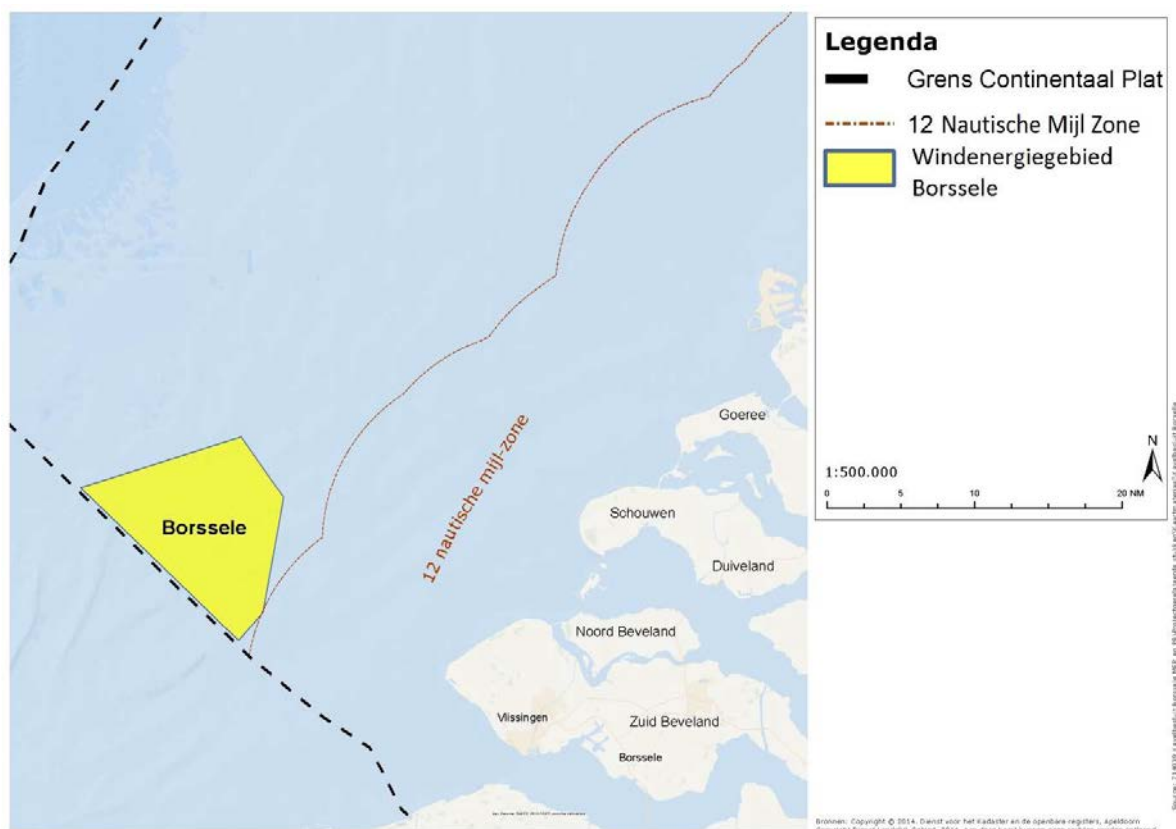 Legenda
Grens Continentaal Plat
12 Nautische Mijl Zone
Windenergiegebied
Borssele
N
1:500.000
0 5 10 20 NM
Borssele
12 nautische mijl-zone
Goeree
Schouwen
Duiveland
Noord Beveland
Vlissingen
Zuid Beveland
Borssele
Bronnen: Copyright © 2014, Dienst voor het Kadaster en de openbare registers, Apeldoorn